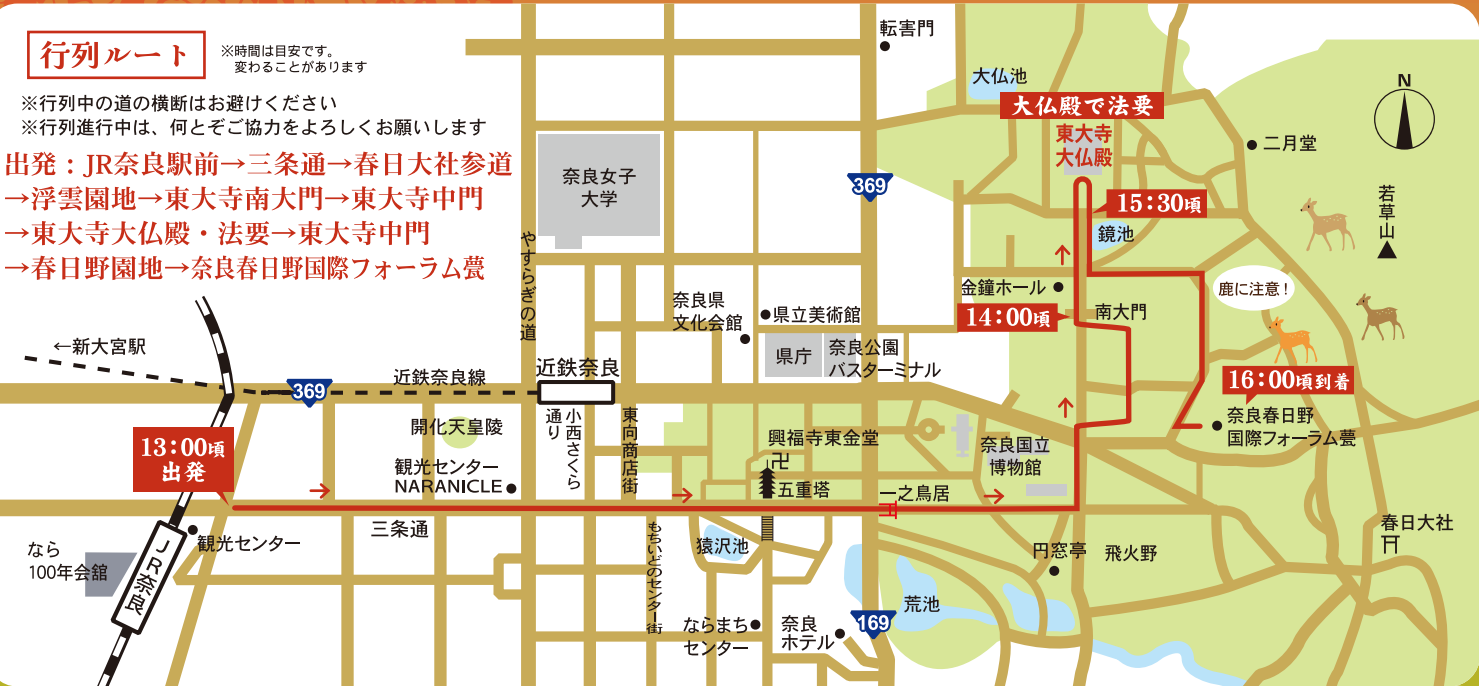 行列ルート
※時間は目安です。
変わることがあります
※行列中の道の横断はお避けください
※行列進行中は、何とぞご協力をよろしくお願いします
出発：JR奈良駅前→三条通→春日大社参道
→浮雲園地→東大寺南大門→東大寺中門
→東大寺大仏殿・法要→東大寺中門
→春日野園地→奈良春日野国際フォーラム甍
転害門
大仏池
大仏殿で法要
東大寺
大仏殿
二月堂
N
若草山
奈良女子
大学
369
15:30頃
鏡池
やすらぎの道
金鐘ホール
鹿に注意！
奈良県
文化会館
県立美術館
14:00頃
南大門
←新大宮駅
県庁
奈良公園
バスターミナル
近鉄奈良
近鉄奈良線
369
16:00頃到着
奈良春日野
国際フォーラム甍
開化天皇陵
小西さくら
通り
東向商店街
13:00頃
出発
興福寺東金堂
卍
五重塔
奈良国立
博物館
観光センター
NARANICLE
一之鳥居
三条通
観光センター
なら
100年会舘
JR奈良
もちいどのセンター街
猿沢池
円窓亭
飛火野
春日大社
荒池
169
ならまち
センター
奈良
ホテル